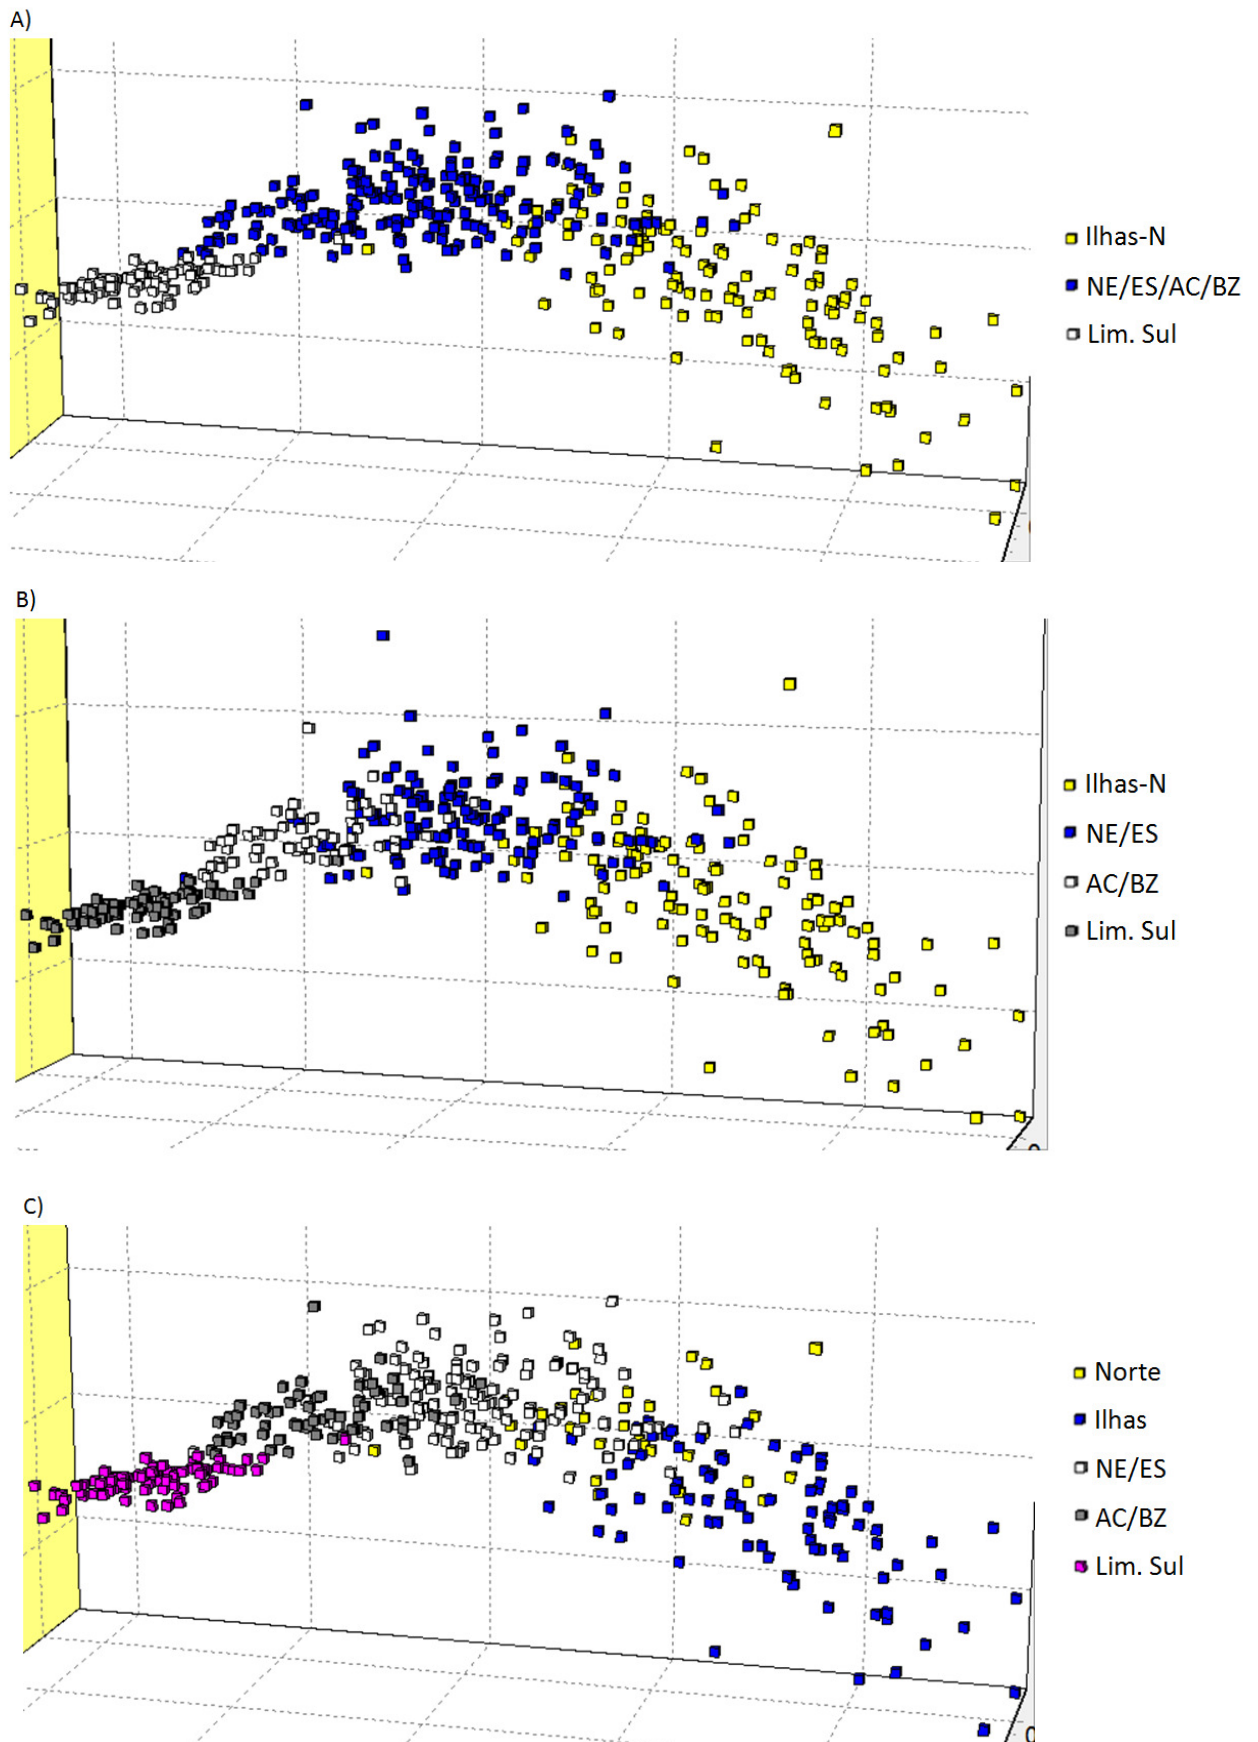 A)
Ilhas-N
NE/ES/AC/BZ
Lim. Sul
B)
Ilhas-N
NE/ES
AC/BZ
Lim. Sul
C)
Norte
Ilhas
NE/ES
AC/BZ
Lim. Sul